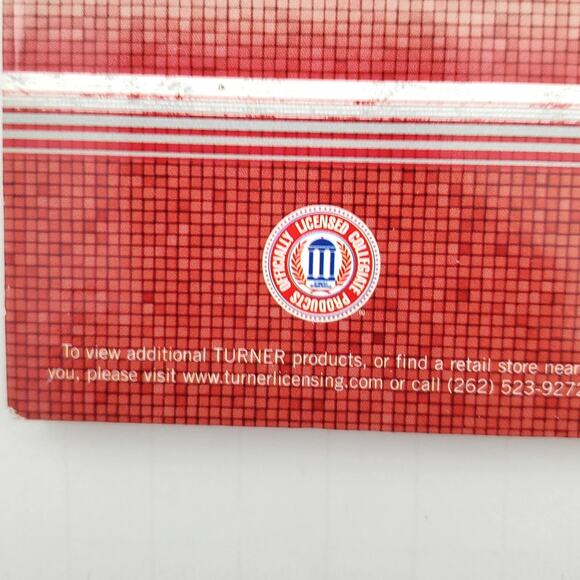 OFFICIALLY LICENSED COLLEGIATE PRODUCTS
®
To view additional TURNER products, or find a retail store near
you, please visit www.turnerlicensing.com or call (262) 523-9272